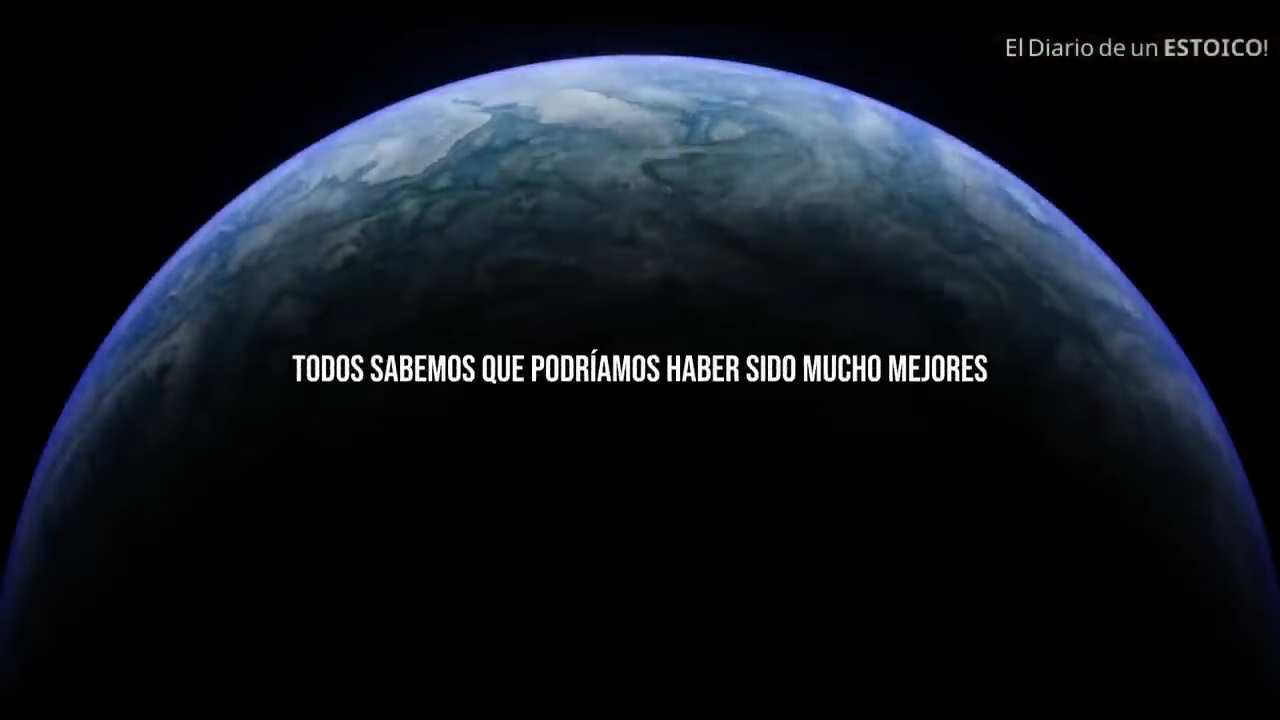 El Diario de un ESTOICO!
TODOS SABEMOS QUE PODRÍAMOS HABER SIDO MUCHO MEJORES